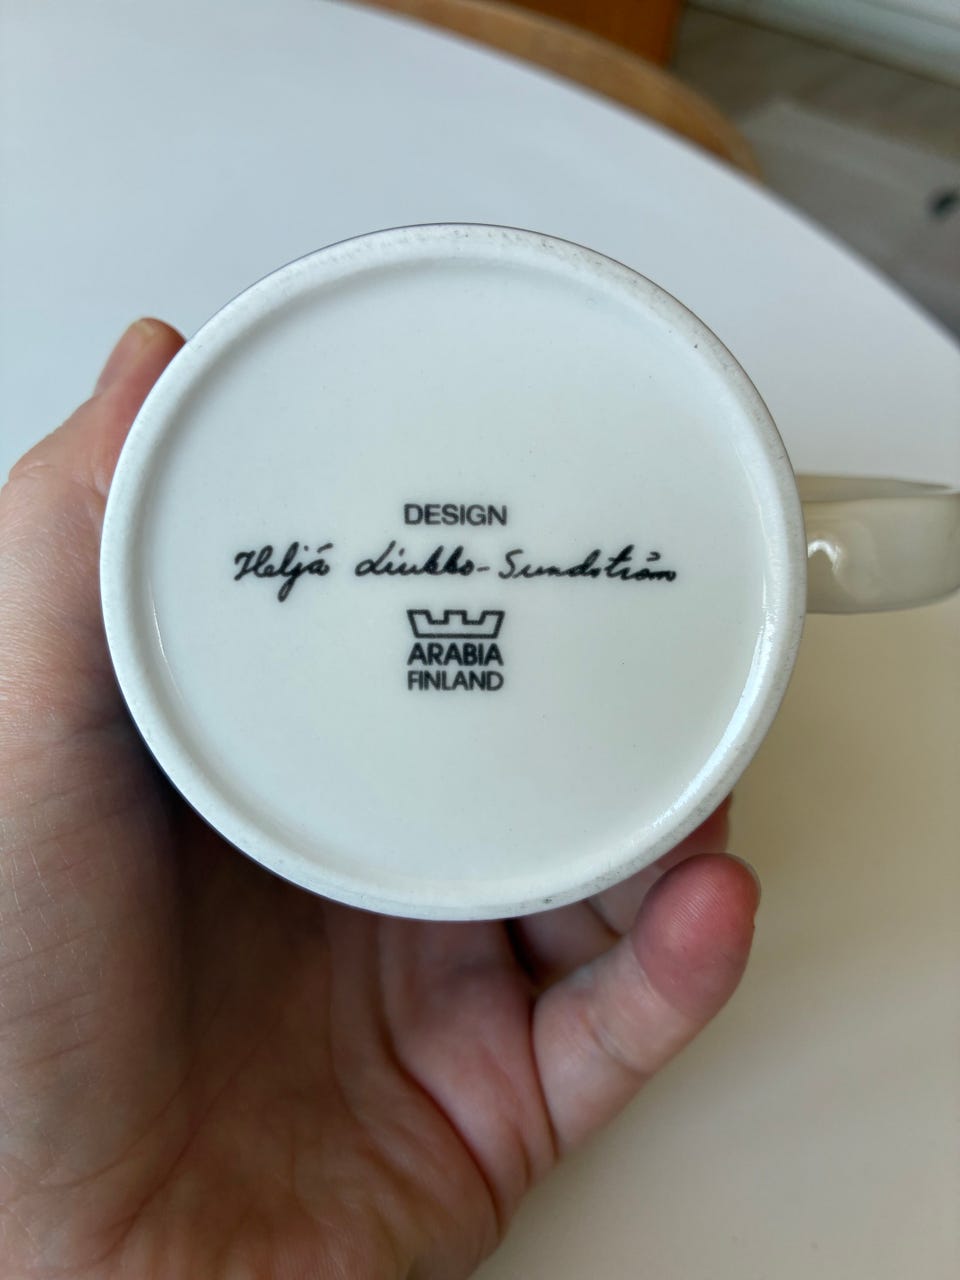 DESIGN
Heljä Liukko-Sundström
ARABIA
FINLAND